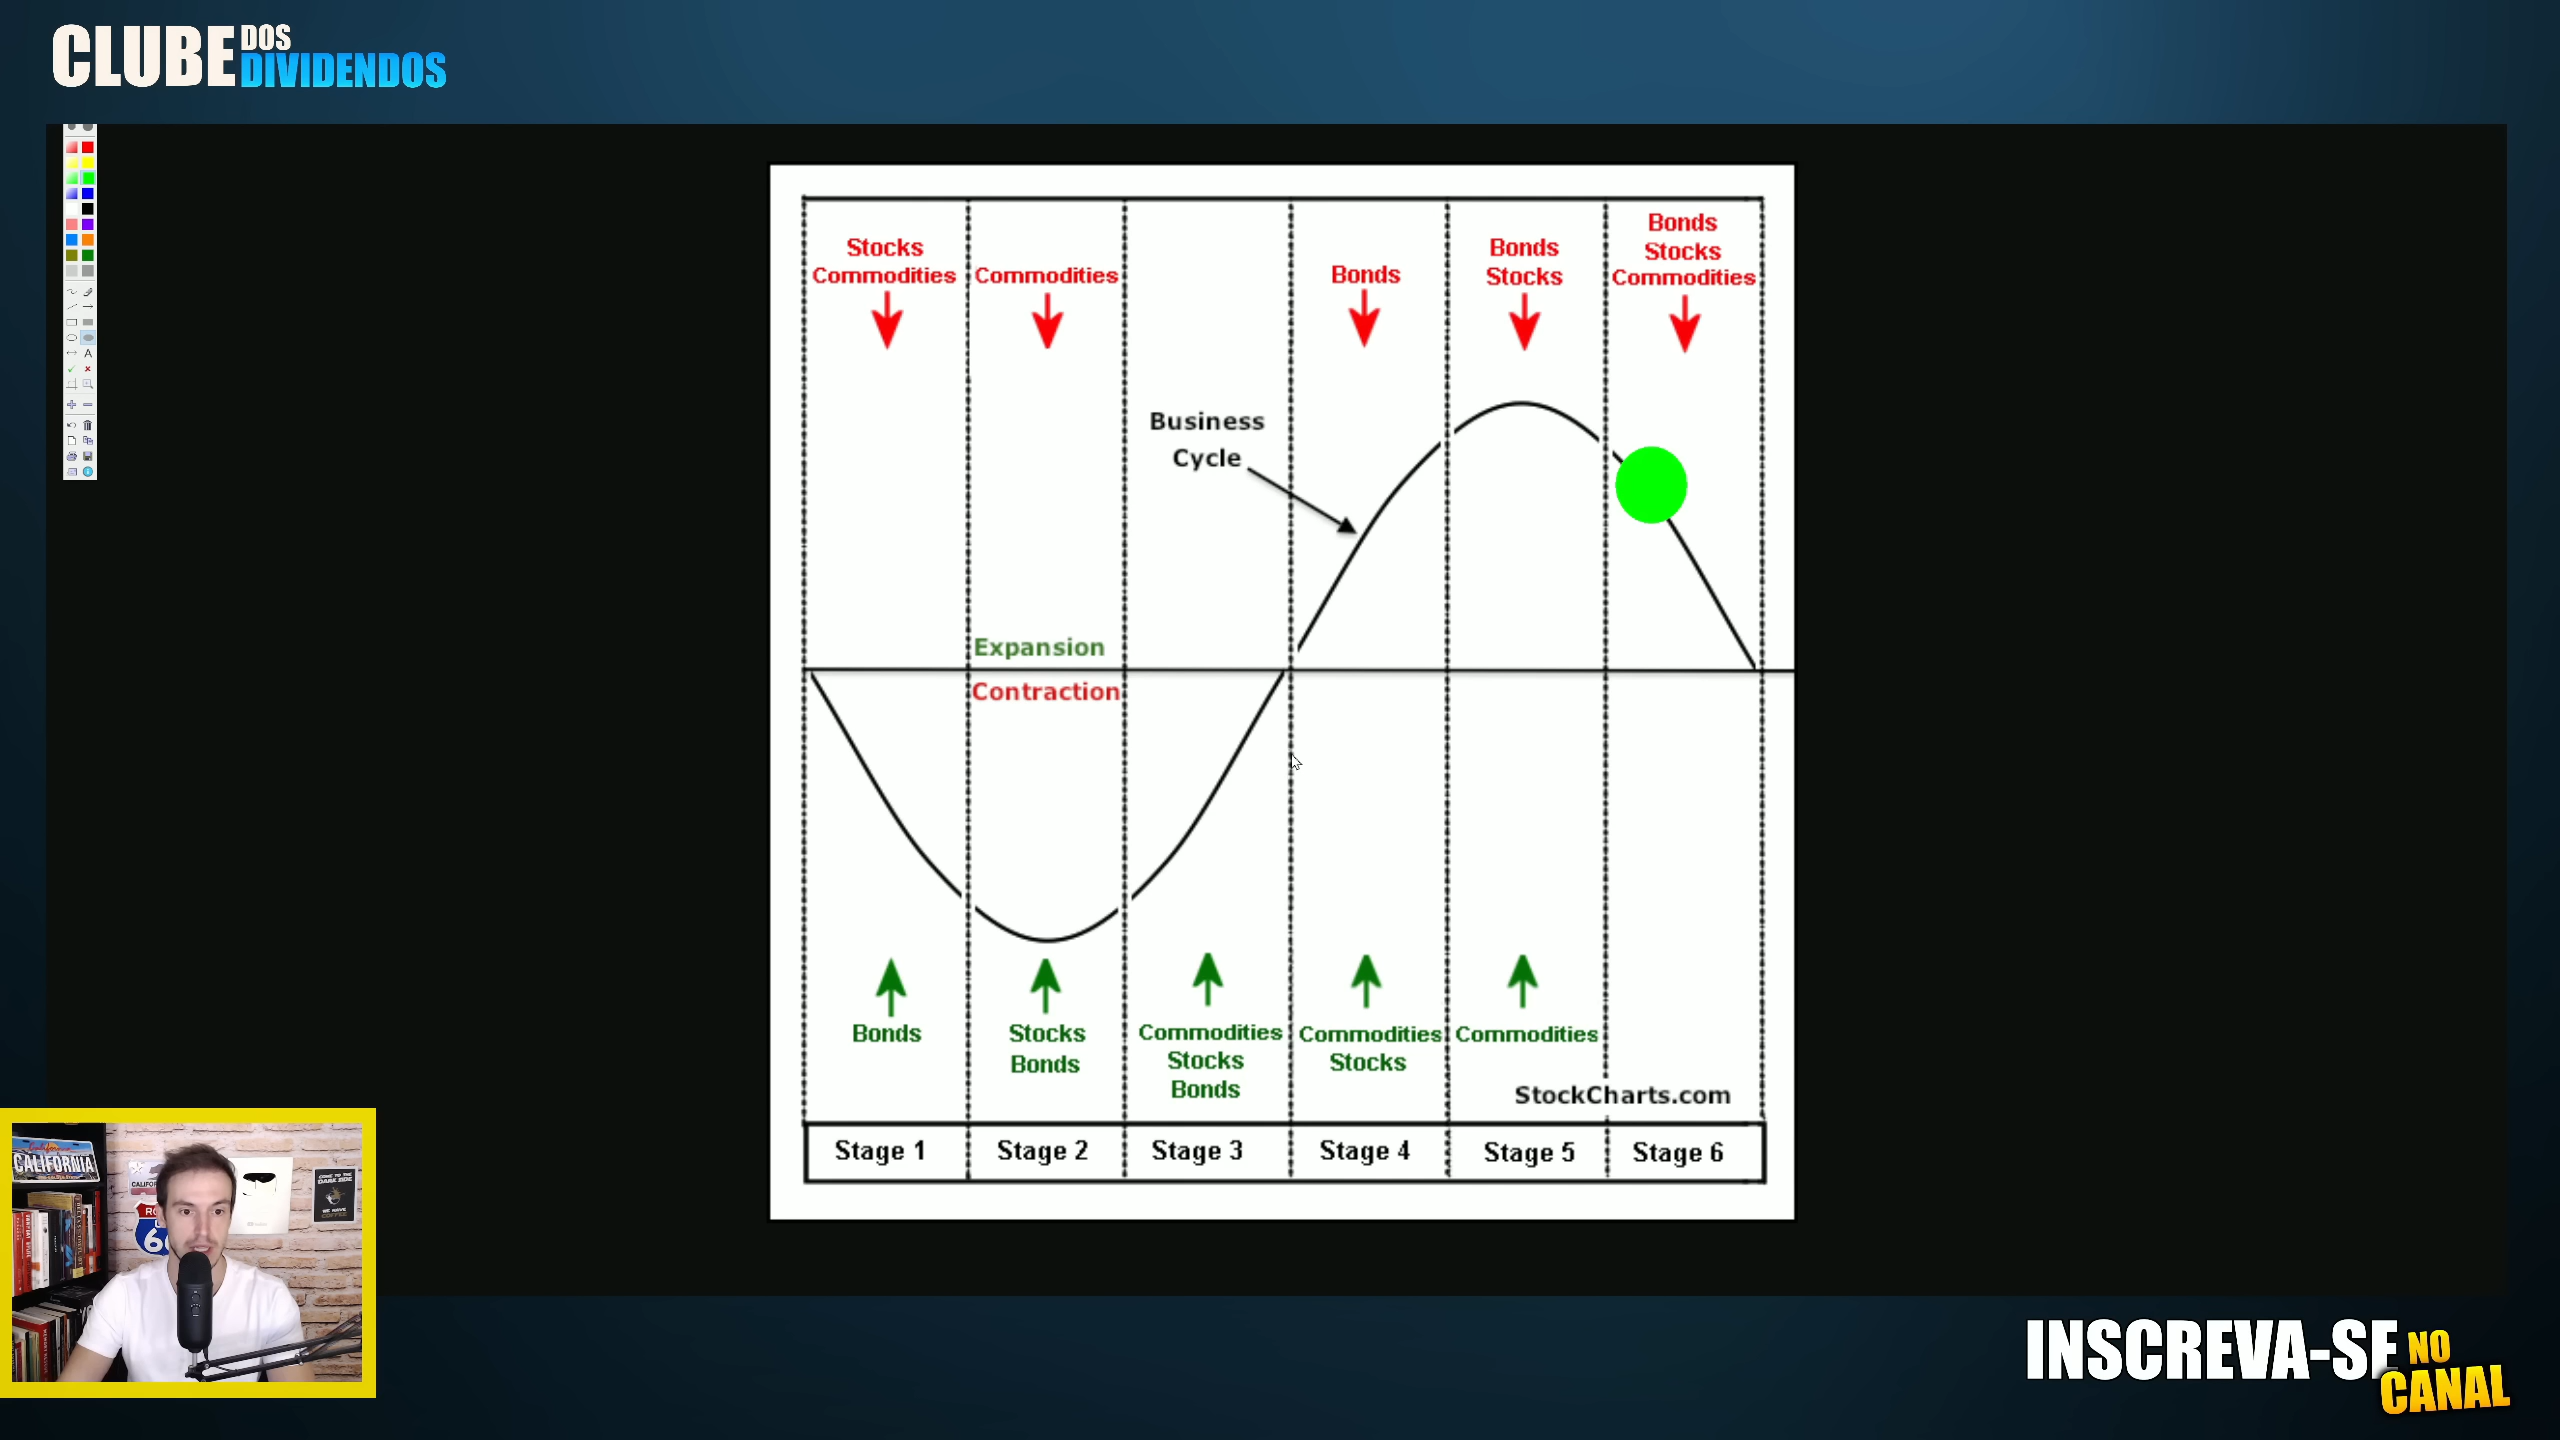 CLUBE DOS DIVIDENDOS
Stocks
Commodities
Commodities
Bonds
Bonds
Stocks
Bonds
Stocks
Commodities
Business
Cycle
Expansion
Contraction
Bonds
Stocks
Bonds
Commodities
Stocks
Bonds
Commodities
Stocks
Commodities
StockCharts.com
Stage 1
Stage 2
Stage 3
Stage 4
Stage 5
Stage 6
A
CALIFORNIA
INSCREVA-SE NO
CANAL